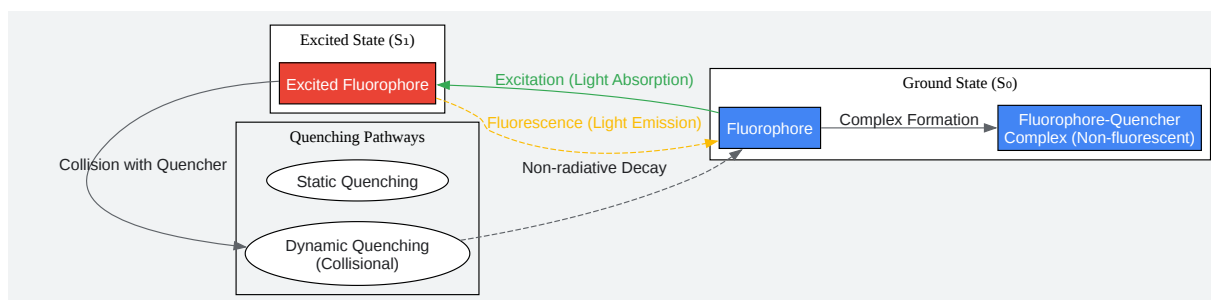 Excited State (S₁)
Excited Fluorophore
Excitation (Light Absorption)
Ground State (S₀)
Fluorophore
Complex Formation
Fluorophore-Quencher
Complex (Non-fluorescent)
Fluorescence (Light Emission)
Quenching Pathways
Collision with Quencher
Non-radiative Decay
Static Quenching
Dynamic Quenching
(Collisional)